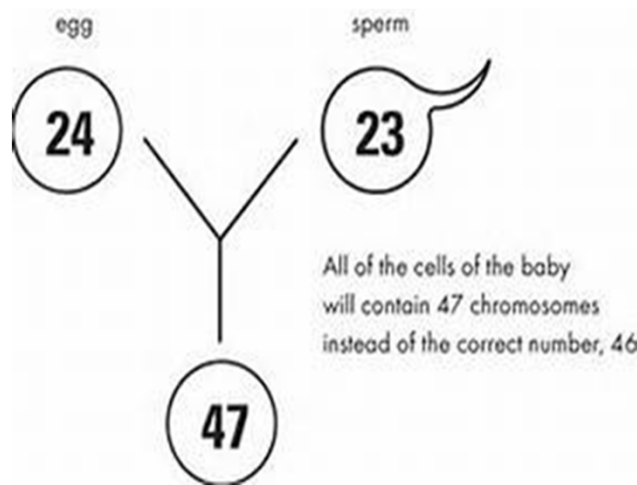 egg
sperm
24
23
All of the cells of the baby
will contain 47 chromosomes
instead of the correct number, 46
47